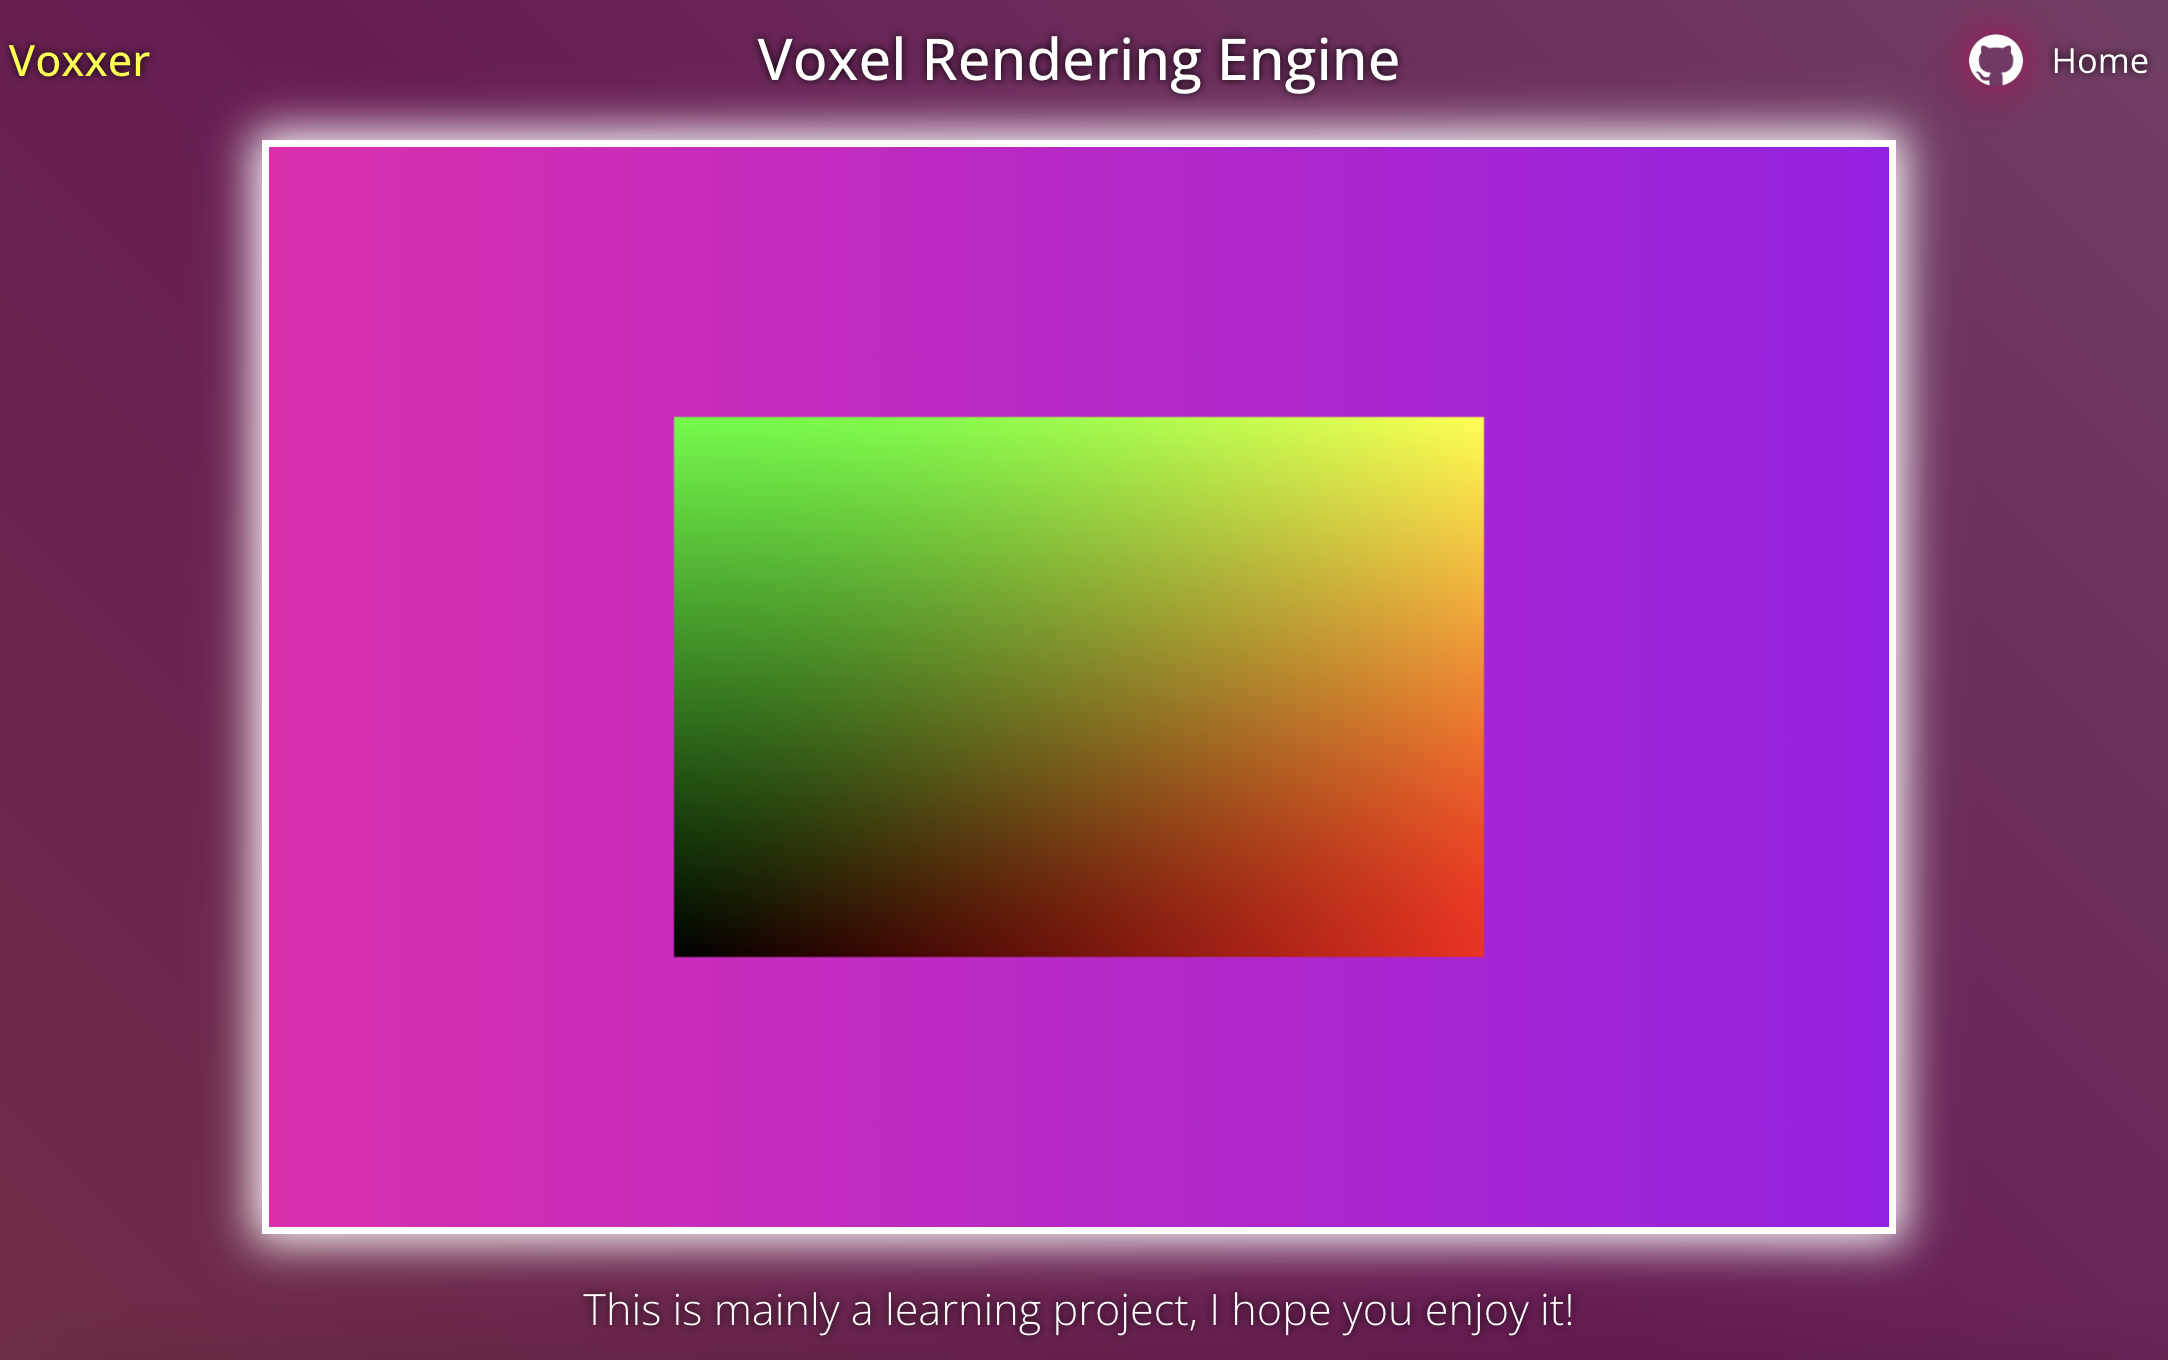 Voxxer
Voxel Rendering Engine
Home
This is mainly a learning project, I hope you enjoy it!